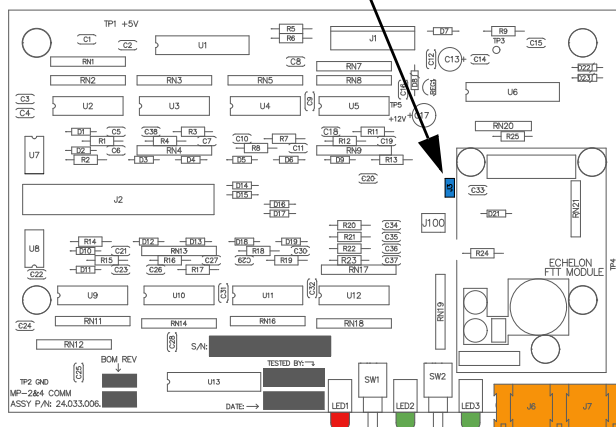 TP1 +5V
C1
C2
U1
R5
R6
J1
D7
R9
TP3
C15
RN1
C8
RN7
C12
C13+
C14
D22
D23
RN2
RN3
RN5
RN8
D8
C16
REG
U6
C3
C4
U2
U3
U4
C9
U5
TP5
+12V
+C17
RN20
R25
D1
C5
C38
R3
C10
R7
C18
R11
U7
R1
R4
C7
R8
C11
R12
C19
D2
C6
RN4
RN9
R2
D3
D4
D5
D6
D9
R13
C20
J3
C33
J2
D14
D15
D16
D17
J100
D21
RN21
R20
C34
R14
D12
D13
D18
D19
R21
C35
U8
D10
C21
RN13
R18
C30
R22
C36
R15
C27
C29
R19
R23
C37
R24
ECHELON
FTT MODULE
TP4
C22
D11
C23
C26
R17
RN17
U9
U10
C31
U11
C32
U12
RN19
C24
RN11
RN14
RN16
RN18
RN12
C28
S/N:
BOM REV
TESTED BY:
C25
TP2 GND
U13
SW1
SW2
MP-2&4 COMM
ASSY P/N: 24.033.006.
DATE:
LED1
LED2
LED3
J6
J7